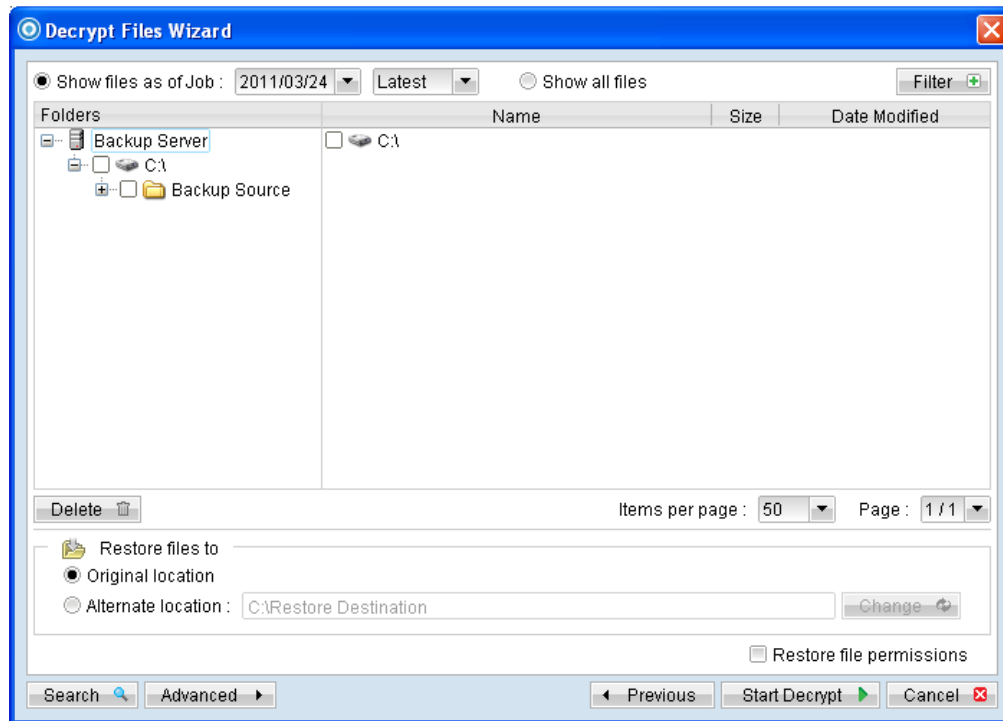 Decrypt Files Wizard
Show files as of Job : 2011/03/24 Latest Show all files Filter
Folders Name Size Date Modified
Backup Server C:\
C:\
Backup Source
Delete Items per page : 50 Page : 1 / 1
Restore files to
Original location
Alternate location : C:\Restore Destination Change
Restore file permissions
Search Advanced Previous Start Decrypt Cancel